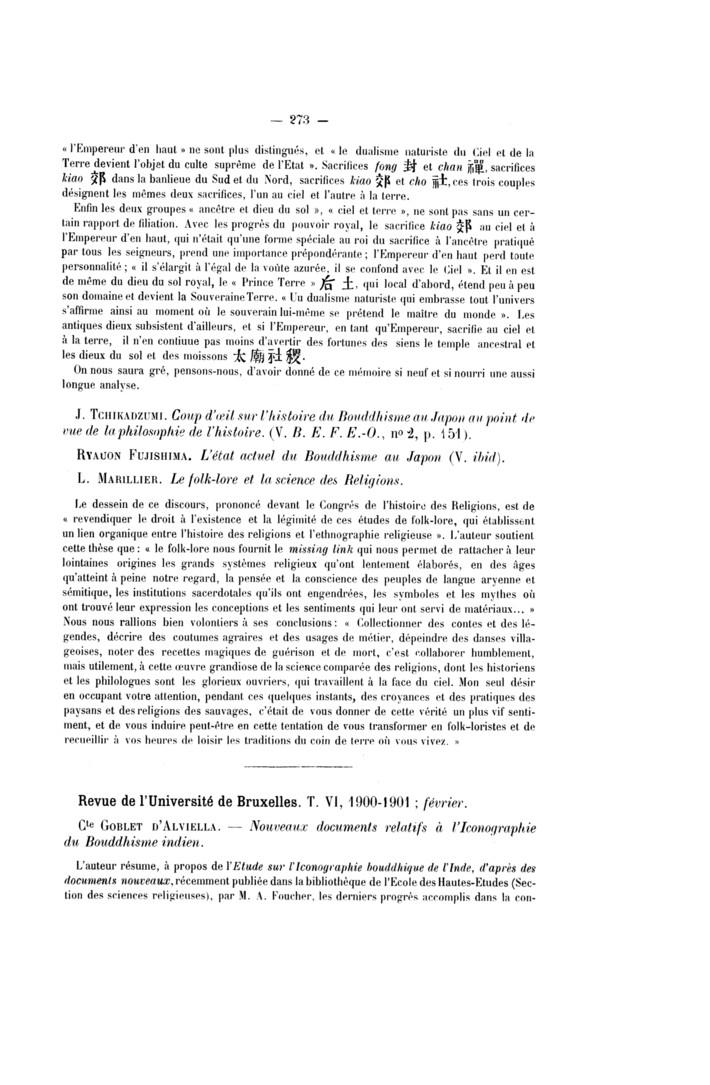 — 273 —
« l'Empereur d'en haut » ne sont plus distingués, et « le dualisme naturiste du Ciel et de la
Terre devient l'objet du culte suprême de l'Etat ». Sacrifices fong 封 et chan 禪, sacrifices
kiao 郊 dans la banlieue du Sud et du Nord, sacrifices kiao 郊 et cho 社, ces trois couples
désignent les mêmes deux sacrifices, l'un au ciel et l'autre à la terre.
Enfin les deux groupes « ancêtre et dieu du sol », « ciel et terre », ne sont pas sans un cer-
tain rapport de filiation. Avec les progrès du pouvoir royal, le sacrifice kiao 郊 au ciel et à
l'Empereur d'en haut, qui n'était qu'une forme spéciale au roi du sacrifice à l'ancêtre pratiqué
par tous les seigneurs, prend une importance prépondérante ; l'Empereur d'en haut perd toute
personnalité ; « il s'élargit à l'égal de la voûte azurée, il se confond avec le Ciel ». Et il en est
de même du dieu du sol royal, le « Prince Terre » 后 土, qui local d'abord, étend peu à peu
son domaine et devient la Souveraine Terre. « Un dualisme naturiste qui embrasse tout l'univers
s'affirme ainsi au moment où le souverain lui-même se prétend le maître du monde ». Les
antiques dieux subsistent d'ailleurs, et si l'Empereur, en tant qu'Empereur, sacrifie au ciel et
à la terre, il n'en contiuue pas moins d'avertir des fortunes des siens le temple ancestral et
les dieux du sol et des moissons 太 廟 社 稷.
On nous saura gré, pensons-nous, d'avoir donné de ce mémoire si neuf et si nourri une aussi
longue analyse.
J. TCHIKADZUMI. Coup d'œil sur l'histoire du Bouddhisme au Japon au point de
vue de la philosophie de l'histoire. (V. B. E. F. E.-O., no 2, p. 151).
RYAUON FUJISHIMA. L'état actuel du Bouddhisme au Japon (V. ibid).
L. MARILLIER. Le folk-lore et la science des Religions.
Le dessein de ce discours, prononcé devant le Congrès de l'histoire des Religions, est de
« revendiquer le droit à l'existence et la légimité de ces études de folk-lore, qui établissent
un lien organique entre l'histoire des religions et l'ethnographie religieuse ». L'auteur soutient
cette thèse que : « le folk-lore nous fournit le missing link qui nous permet de rattacher à leur
lointaines origines les grands systèmes religieux qu'ont lentement élaborés, en des âges
qu'atteint à peine notre regard, la pensée et la conscience des peuples de langue aryenne et
sémitique, les institutions sacerdotales qu'ils ont engendrées, les symboles et les mythes où
ont trouvé leur expression les conceptions et les sentiments qui leur ont servi de matériaux... »
Nous nous rallions bien volontiers à ses conclusions : « Collectionner des contes et des lé-
gendes, décrire des coutumes agraires et des usages de métier, dépeindre des danses villa-
geoises, noter des recettes magiques de guérison et de mort, c'est collaborer humblement,
mais utilement, à cette œuvre grandiose de la science comparée des religions, dont les historiens
et les philologues sont les glorieux ouvriers, qui travaillent à la face du ciel. Mon seul désir
en occupant votre attention, pendant ces quelques instants, des croyances et des pratiques des
paysans et des religions des sauvages, c'était de vous donner de cette vérité un plus vif senti-
ment, et de vous induire peut-être en cette tentation de vous transformer en folk-loristes et de
recueillir à vos heures de loisir les traditions du coin de terre où vous vivez. »
Revue de l'Université de Bruxelles. T. VI, 1900-1901 ; février.
Cte GOBLET D'ALVIELLA. — Nouveaux documents relatifs à l'Iconographie
du Bouddhisme indien.
L'auteur résume, à propos de l'Etude sur l'Iconographie bouddhique de l'Inde, d'après des
documents nouveaux, récemment publiée dans la bibliothèque de l'Ecole des Hautes-Etudes (Sec-
tion des sciences religieuses), par M. A. Foucher, les derniers progrès accomplis dans la con-